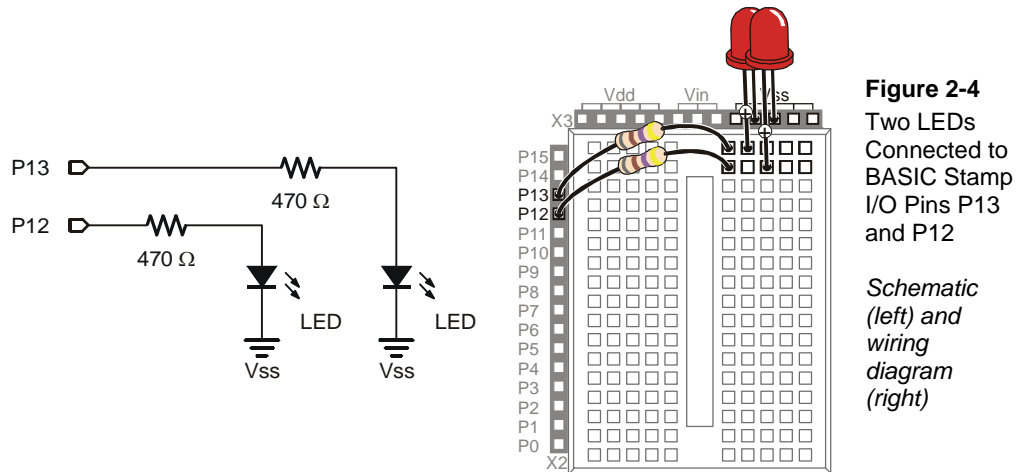 P13
470 Ω
P12
470 Ω
LED
LED
Vss
Vss
Vdd
Vin
Vss
X3
P15
P14
P13
P12
P11
P10
P9
P8
P7
P6
P5
P4
P3
P2
P1
P0
X2
Figure 2-4
Two LEDs
Connected to
BASIC Stamp
I/O Pins P13
and P12
Schematic
(left) and
wiring
diagram
(right)